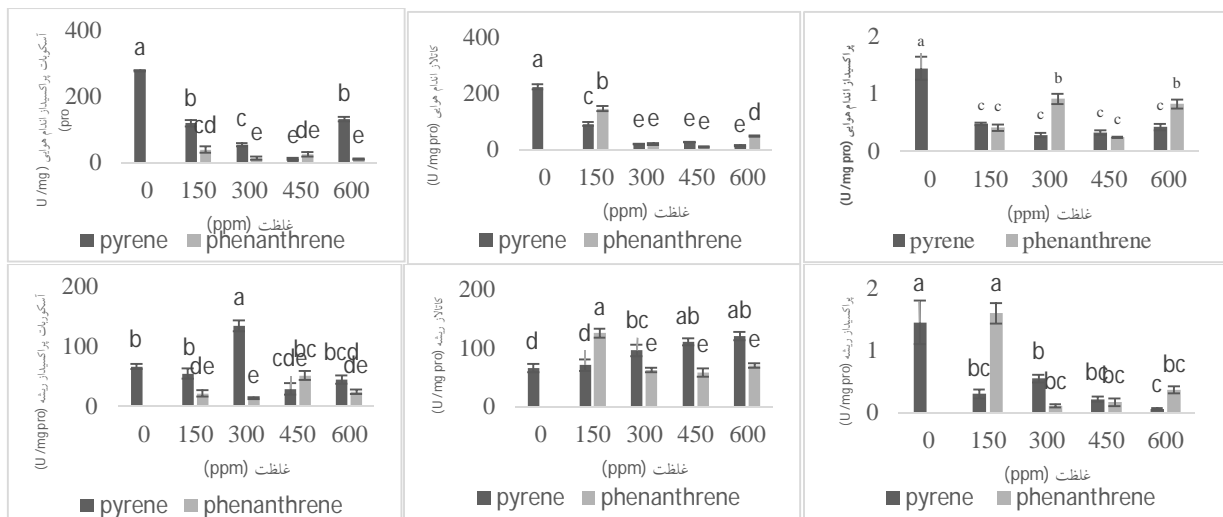 آسکوربات پراکسیداز اندام هوایی (U /mg
pro)
400
200
0
a
b
cd
c
e
e
de
b
e
0 150 300 450 600
غلظت (ppm)
pyrene phenanthrene
کاتالاز اندام هوایی (U /mg pro)
400
200
0
a
c
b
e e
e e
e
d
0 150 300 450 600
غلظت (ppm)
pyrene phenanthrene
پراکسیداز اندام هوایی (U /mg pro)
2
1
0
a
c c
c
b
c c
c
b
0 150 300 450 600
غلظت (ppm)
pyrene phenanthrene
آسکوربات پراکسیداز ریشه (U /mg pro)
200
100
0
b
b
de
a
e
cde
bc
bcd
de
0 150 300 450 600
غلظت (ppm)
pyrene phenanthrene
کاتالاز ریشه (U /mg pro)
200
100
0
d
d
a
bc
e
ab
e
ab
e
0 150 300 450 600
غلظت (ppm)
pyrene phenanthrene
پراکسیداز ریشه (U /mg pro)
2
1
0
a
bc
a
b
bc
bc
bc
c
bc
0 150 300 450 600
غلظت (ppm)
pyrene phenanthrene